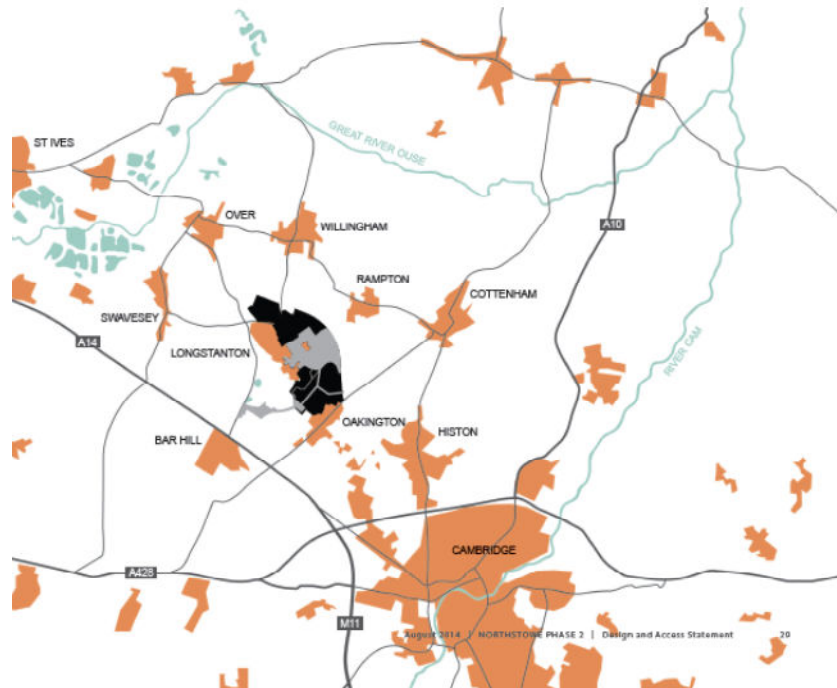 ST IVES
GREAT RIVER OUSE
OVER
WILLINGHAM
A10
RAMPTON
COTTENHAM
SWAVESEY
A14
LONGSTANTON
RIVER CAM
OAKINGTON
HISTON
BAR HILL
CAMBRIDGE
A428
M11
August 2014 | NORTHSTOWE PHASE 2 | Design and Access Statement 29